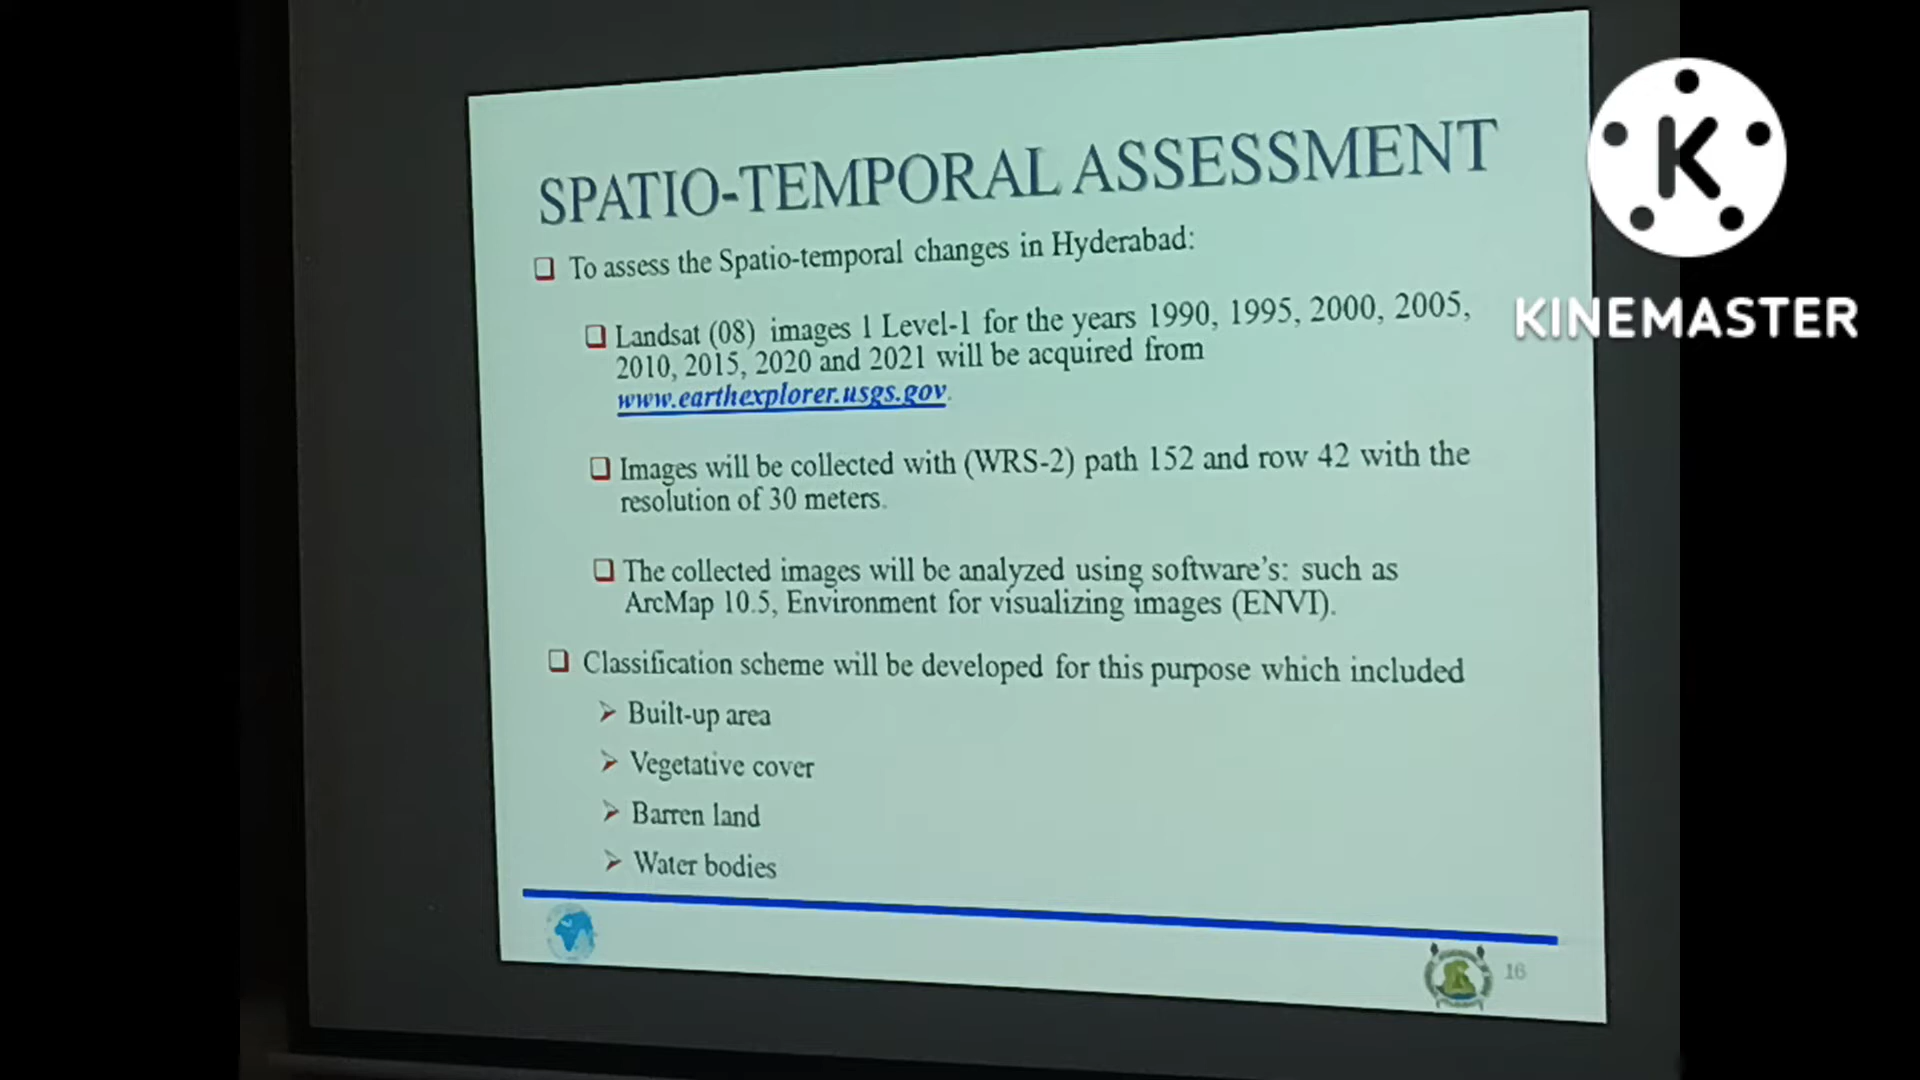 SPATIO-TEMPORAL ASSESSMENT
To assess the Spatio-temporal changes in Hyderabad:
Landsat (08) images 1 Level-1 for the years 1990, 1995, 2000, 2005,
2010, 2015, 2020 and 2021 will be acquired from
www.earthexplorer.usgs.gov.
Images will be collected with (WRS-2) path 152 and row 42 with the
resolution of 30 meters.
The collected images will be analyzed using software's: such as
ArcMap 10.5, Environment for visualizing images (ENVI).
Classification scheme will be developed for this purpose which included
Built-up area
Vegetative cover
Barren land
Water bodies
16
K
KINEMASTER